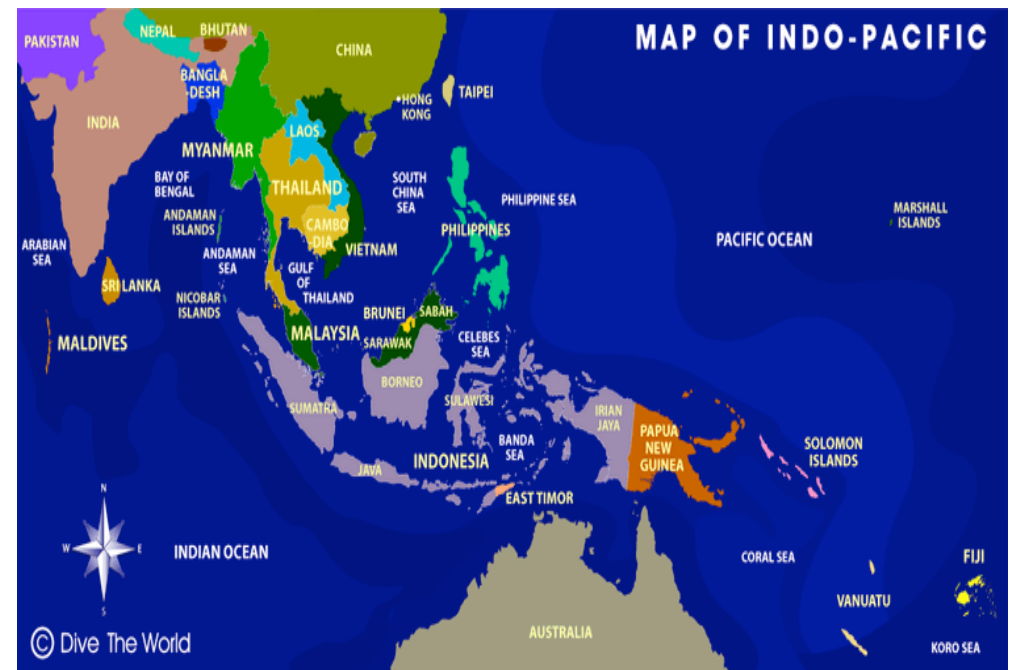 MAP OF INDO-PACIFIC
PAKISTAN
NEPAL
BHUTAN
CHINA
BANGLA
-DESH
INDIA
HONG
KONG
TAIPEI
LAOS
MYANMAR
BAY OF
BENGAL
THAILAND
SOUTH
CHINA
SEA
PHILIPPINE SEA
MARSHALL
ISLANDS
ANDAMAN
ISLANDS
CAMBO
DIA
PHILIPPINES
PACIFIC OCEAN
ARABIAN
SEA
ANDAMAN
SEA
VIETNAM
GULF
OF
THAILAND
SRI LANKA
NICOBAR
ISLANDS
BRUNEI
SABAH
MALDIVES
MALAYSIA
SARAWAK
CELEBES
SEA
BORNEO
SUMATRA
SULAWESI
IRIAN
JAYA
PAPUA
NEW
GUINEA
SOLOMON
ISLANDS
BANDA
SEA
JAVA
INDONESIA
EAST TIMOR
N
W
E
S
INDIAN OCEAN
CORAL SEA
FIJI
VANUATU
AUSTRALIA
KORO SEA
© Dive The World